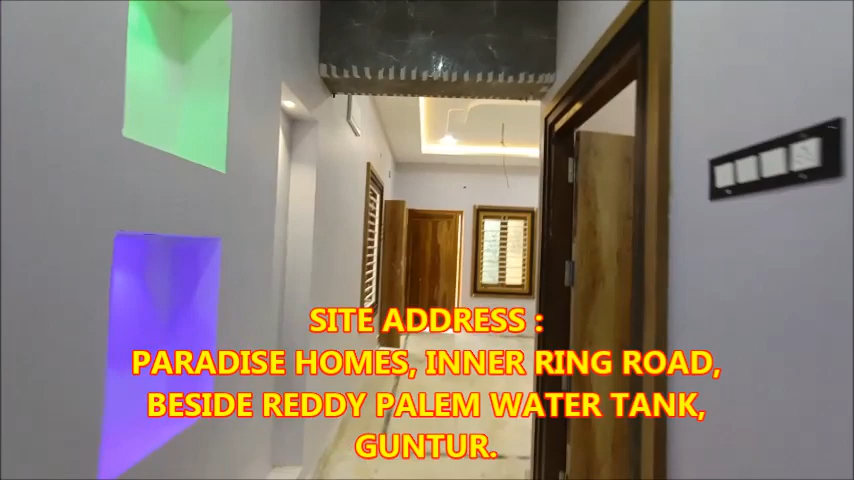 SITE ADDRESS :
PARADISE HOMES, INNER RING ROAD,
BESIDE REDDY PALEM WATER TANK,
GUNTUR.